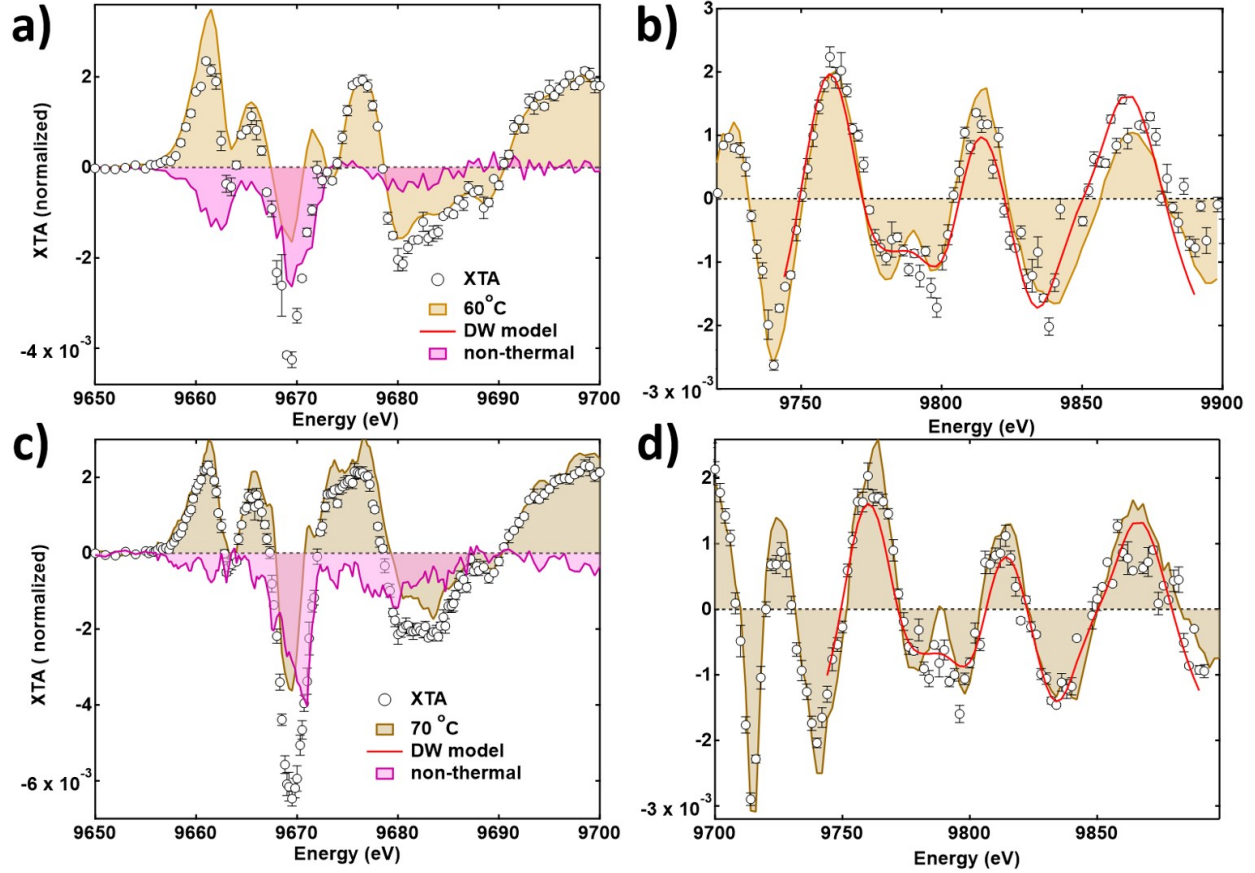 a)
XTA (normalized)
2
0
-2
-4 x 10⁻³
XTA
60°C
DW model
non-thermal
9650 9660 9670 9680 9690 9700
Energy (eV)
b)
3
2
1
0
-1
-2
-3 x 10⁻³
9750 9800 9850 9900
Energy (eV)
c)
XTA ( normalized)
2
0
-2
-4
-6 x 10⁻³
XTA
70 °C
DW model
non-thermal
9650 9660 9670 9680 9690 9700
Energy (eV)
d)
2
1
0
-1
-2
-3 x 10⁻³
9700 9750 9800 9850
Energy (eV)